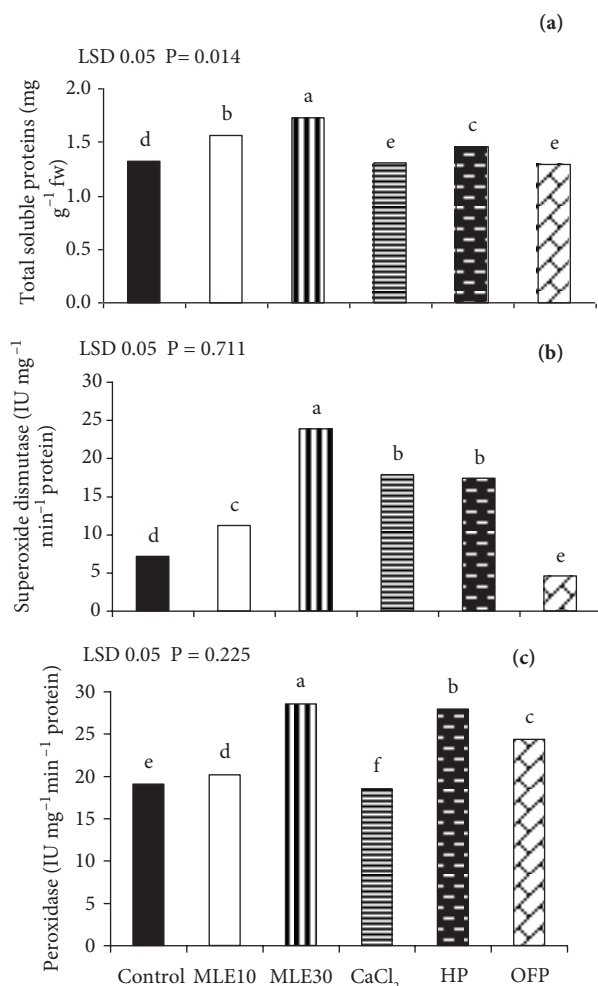 (a)
LSD 0.05 P= 0.014
Total soluble proteins (mg
g⁻¹ fw)
2.0
1.5
1.0
0.5
0.0
d
b
a
e
c
e
LSD 0.05 P = 0.711
(b)
Superoxide dismutase (IU mg⁻¹
min⁻¹ protein)
30
25
20
15
10
5
0
d
c
a
b
b
e
LSD 0.05 P = 0.225
(c)
Peroxidase (IU mg⁻¹min⁻¹ protein)
30
25
20
15
10
5
0
e
d
a
f
b
c
Control MLE10 MLE30 CaCl₂ HP OFP